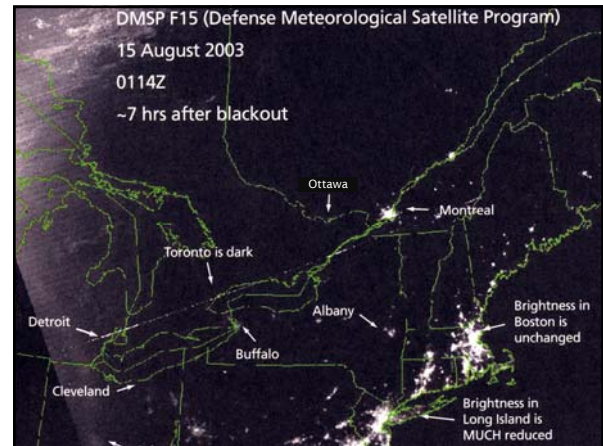 DMSP F15 (Defense Meteorological Satellite Program)
15 August 2003
0114Z
~7 hrs after blackout
Ottawa
Montreal
Toronto is dark
Albany
Brightness in
Boston is
unchanged
Detroit
Buffalo
Cleveland
Brightness in
Long Island is
MUCH reduced